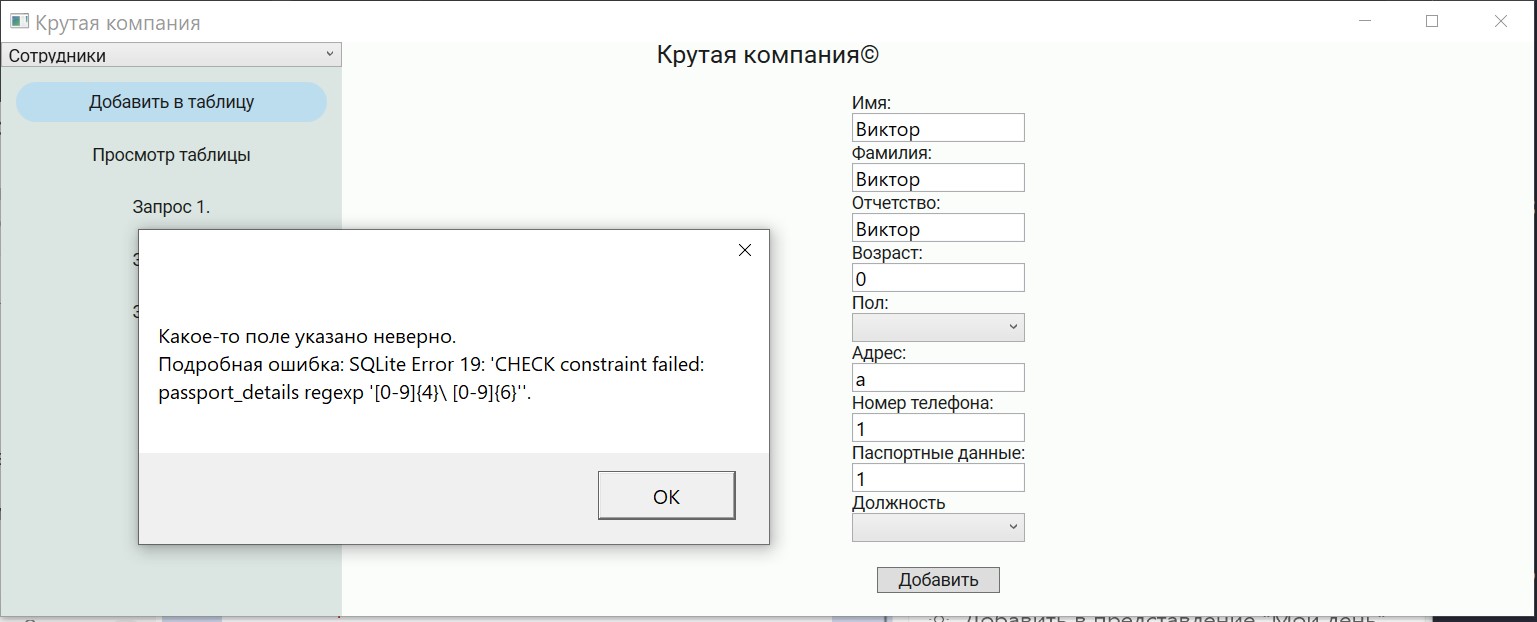 Крутая компания
Сотрудники
Крутая компания©
Добавить в таблицу
Просмотр таблицы
Запрос 1.
Имя:
Виктор
Фамилия:
Виктор
Отчетство:
Виктор
Возраст:
0
Пол:
Адрес:
а
Номер телефона:
1
Паспортные данные:
1
Должность
Добавить
Какое-то поле указано неверно.
Подробная ошибка: SQLite Error 19: 'CHECK constraint failed:
passport_details regexp '[0-9]{4}\ [0-9]{6}''.
OK
Добавить в представление "Мой день"